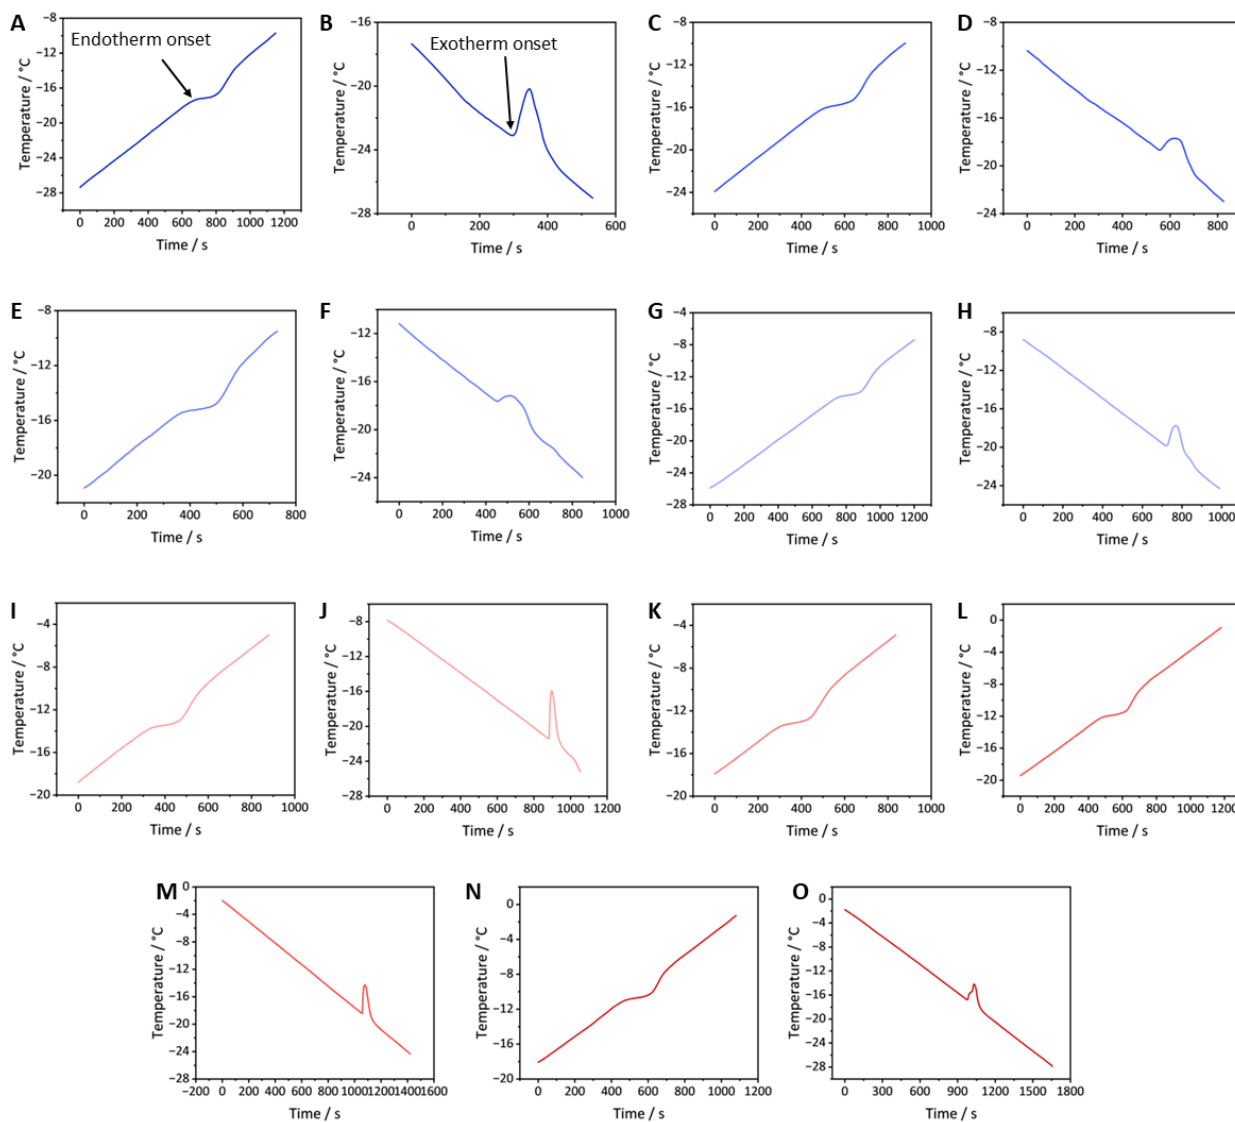 A
Endotherm onset
Temperature / °C
−8
−12
−16
−20
−24
−28
0 200 400 600 800 1000 1200
Time / s
B
Exotherm onset
Temperature / °C
−16
−20
−24
−28
0 200 400 600
Time / s
C
Temperature / °C
−8
−12
−16
−20
−24
0 200 400 600 800 1000
Time / s
D
Temperature / °C
−8
−12
−16
−20
−24
0 200 400 600 800
Time / s
E
Temperature / °C
−8
−12
−16
−20
0 200 400 600 800
Time / s
F
Temperature / °C
−12
−16
−20
−24
0 200 400 600 800 1000
Time / s
G
Temperature / °C
−4
−8
−12
−16
−20
−24
−28
0 200 400 600 800 1000 1200
Time / s
H
Temperature / °C
−8
−12
−16
−20
−24
0 200 400 600 800 1000
Time / s
I
Temperature / °C
−4
−8
−12
−16
−20
0 200 400 600 800 1000
Time / s
J
Temperature / °C
−8
−12
−16
−20
−24
−28
0 200 400 600 800 1000 1200
Time / s
K
Temperature / °C
−4
−8
−12
−16
−20
0 200 400 600 800 1000
Time / s
L
Temperature / °C
0
−4
−8
−12
−16
−20
0 200 400 600 800 1000 1200
Time / s
M
Temperature / °C
0
−4
−8
−12
−16
−20
−24
−28
−200 0 200 400 600 800 1000 1200 1400 1600
Time / s
N
Temperature / °C
0
−4
−8
−12
−16
−20
0 200 400 600 800 1000 1200
Time / s
O
Temperature / °C
0
−4
−8
−12
−16
−20
−24
−28
0 300 600 900 1200 1500 1800
Time / s